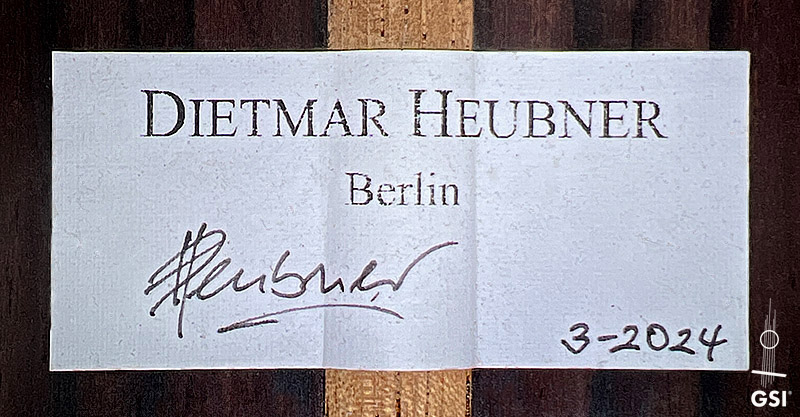 DIETMAR HEUBNER
Berlin
Heubner
3-2024
GSI®